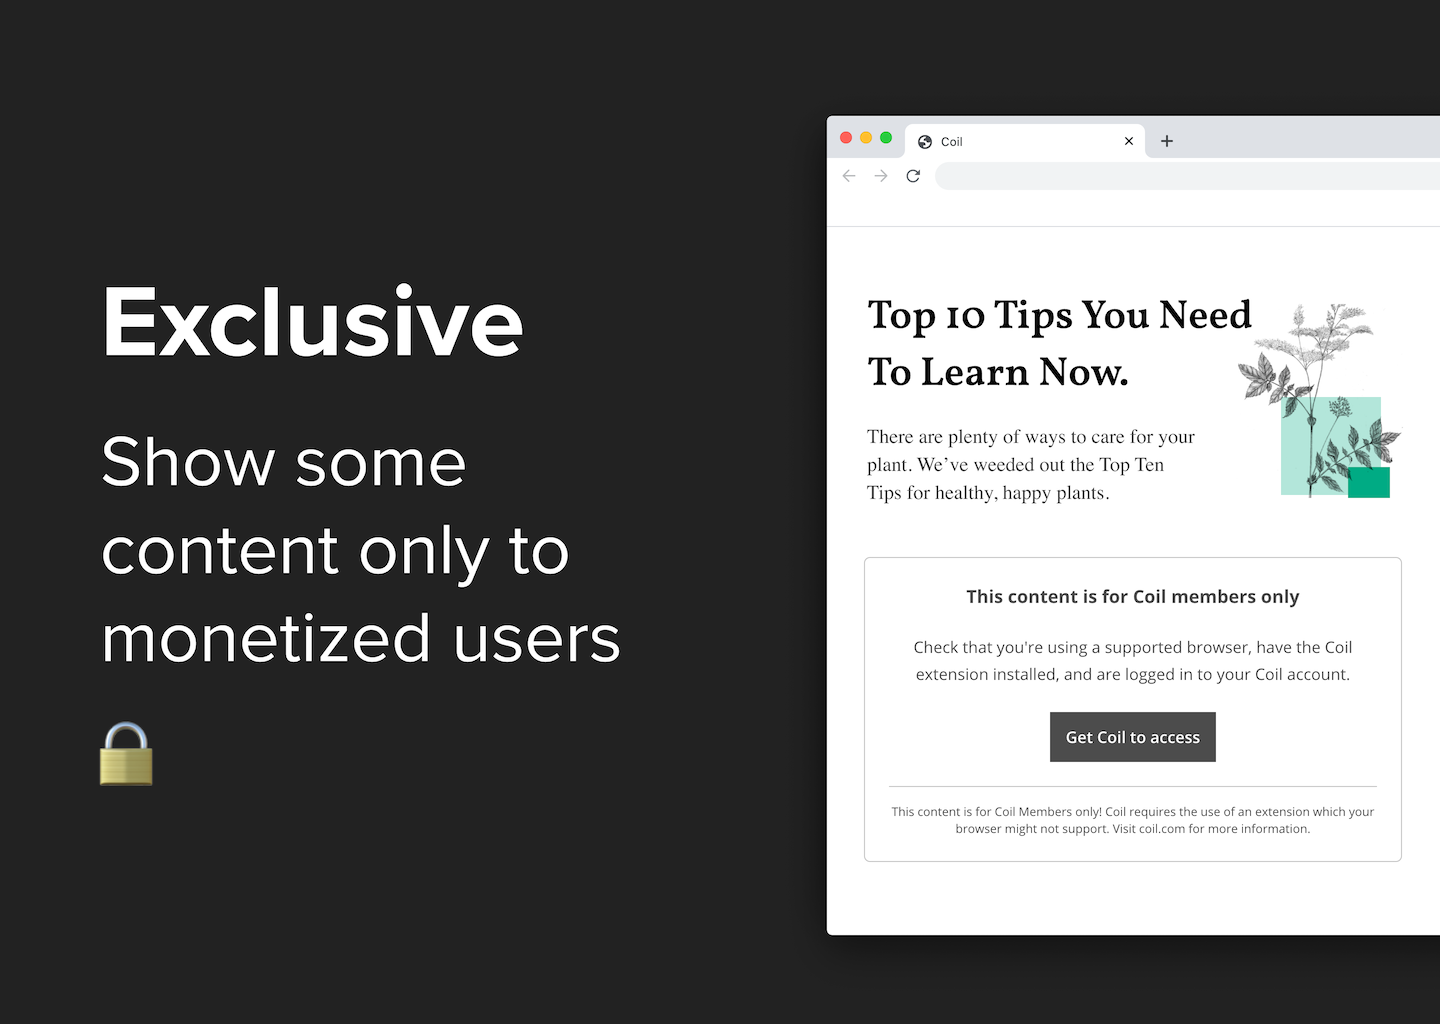 Exclusive
Show some
content only to
monetized users
Coil
Top 10 Tips You Need
To Learn Now.
There are plenty of ways to care for your
plant. We’ve weeded out the Top Ten
Tips for healthy, happy plants.
This content is for Coil members only
Check that you're using a supported browser, have the Coil
extension installed, and are logged in to your Coil account.
Get Coil to access
This content is for Coil Members only! Coil requires the use of an extension which your
browser might not support. Visit coil.com for more information.